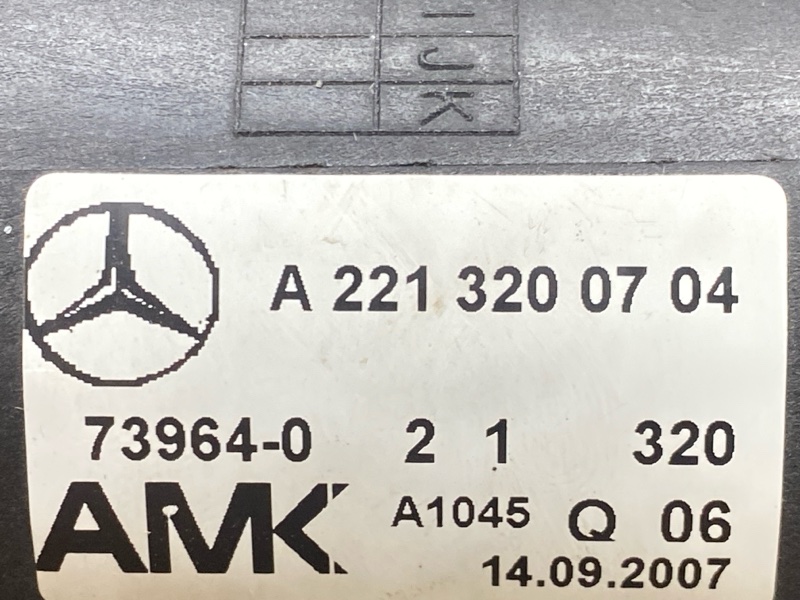 I
J
K
A 221 320 07 04
73964-0 2 1 320
AMK A1045 Q 06
14.09.2007